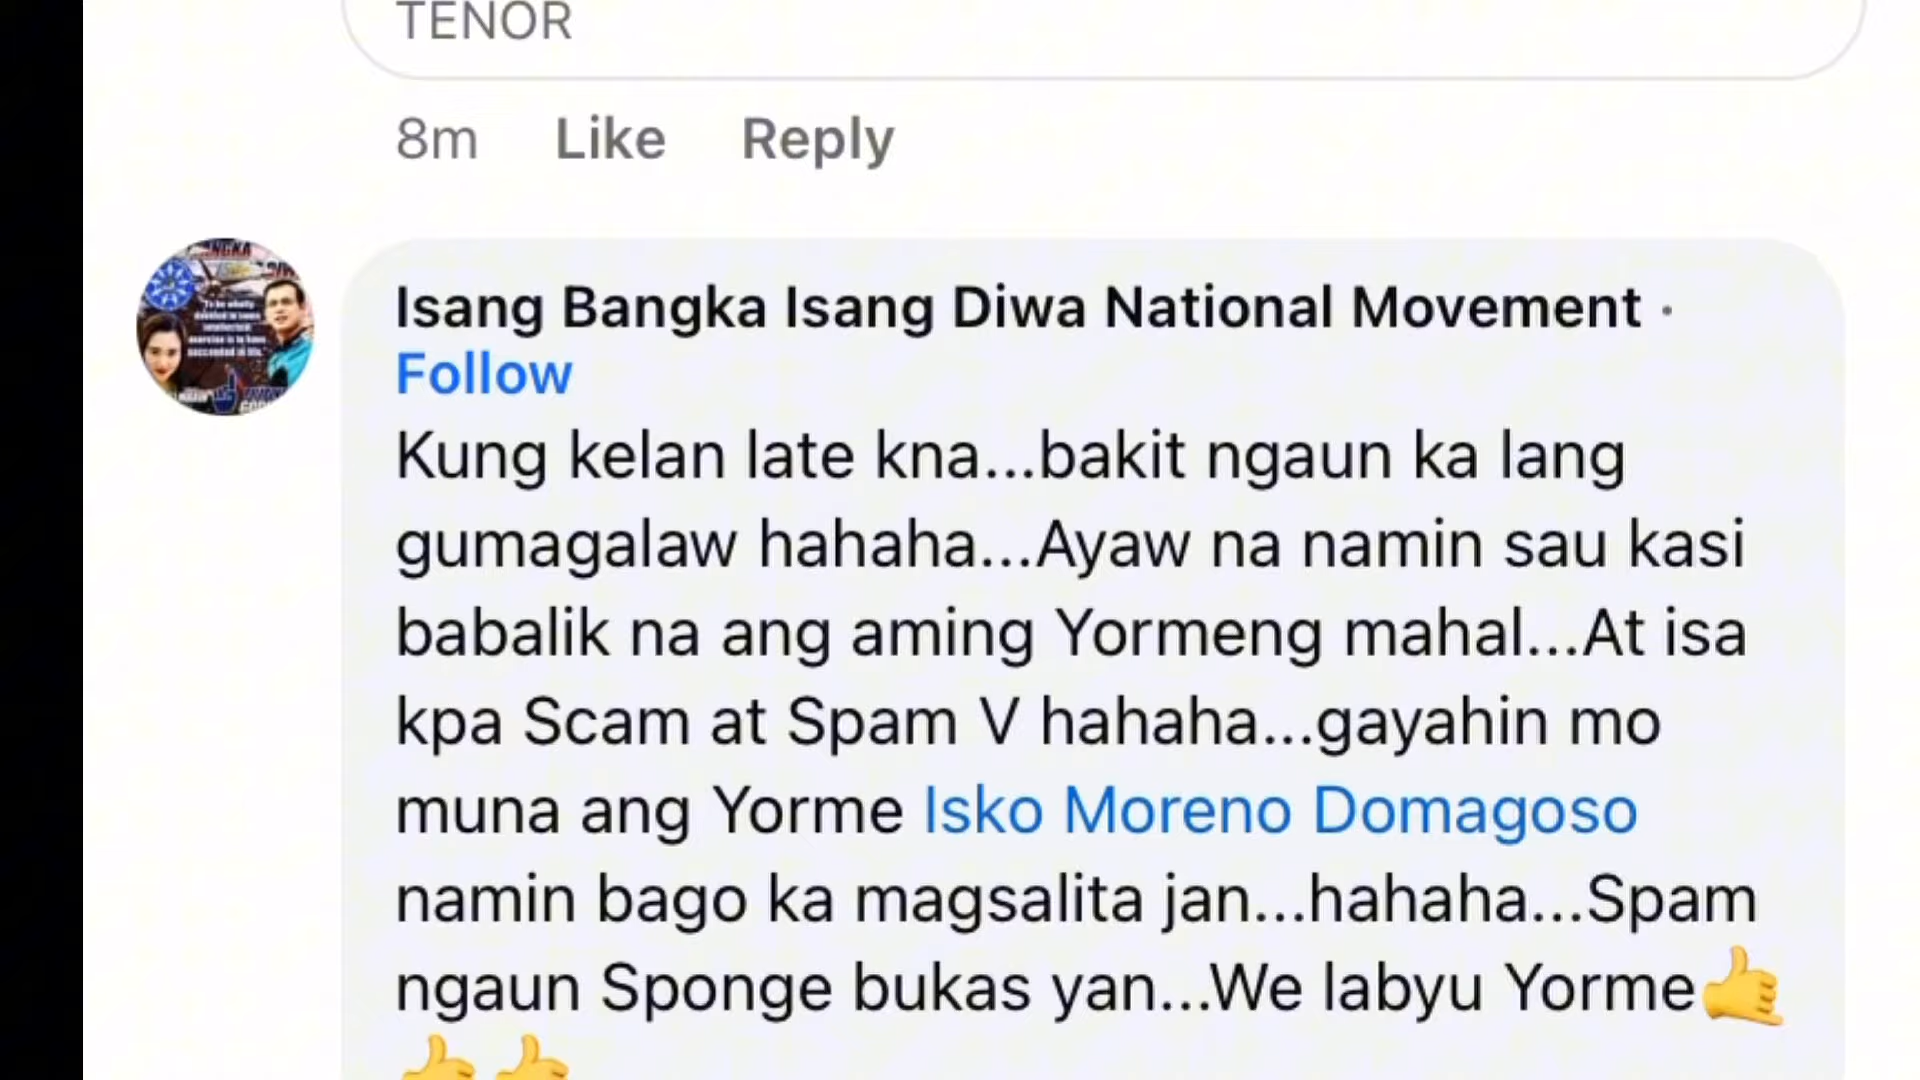 TENOR
8m Like Reply
Isang Bangka Isang Diwa National Movement ·
Follow
Kung kelan late kna...bakit ngaun ka lang
gumagalaw hahaha...Ayaw na namin sau kasi
babalik na ang aming Yormeng mahal...At isa
kpa Scam at Spam V hahaha...gayahin mo
muna ang Yorme Isko Moreno Domagoso
namin bago ka magsalita jan...hahaha...Spam
ngaun Sponge bukas yan...We labyu Yorme🤙
🤙🤙